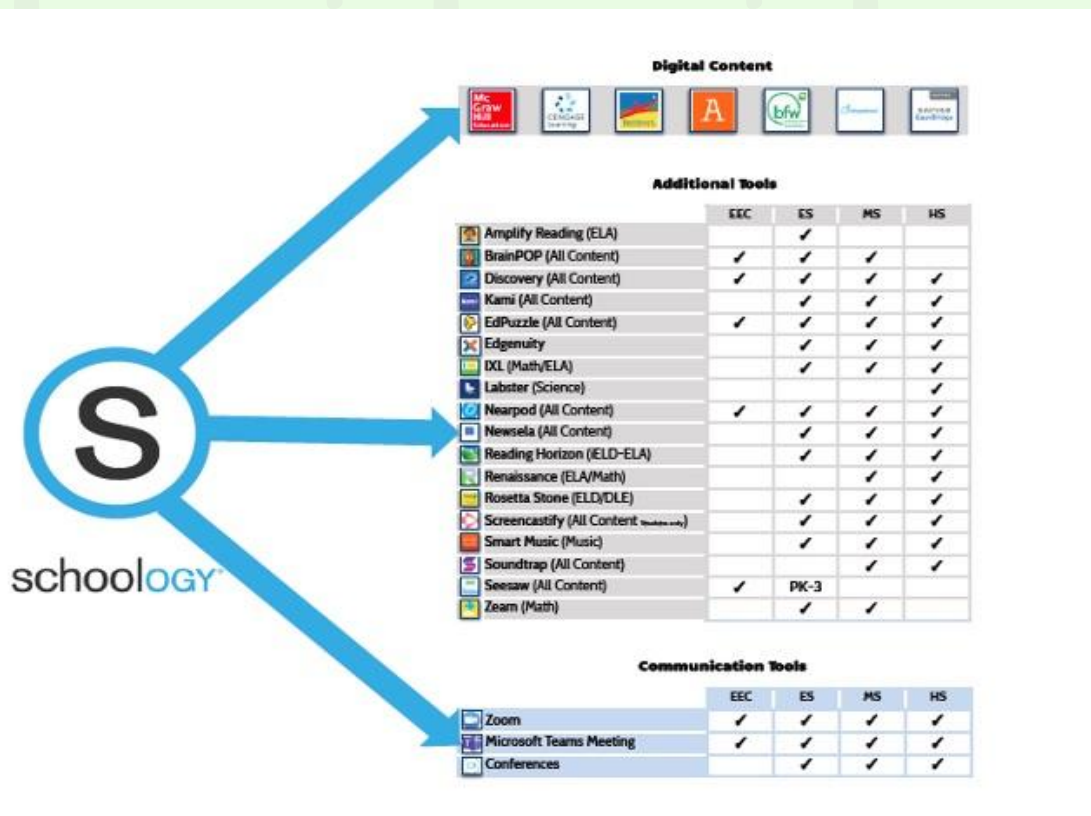 Digital Content
Mc Graw Hill Education
CENGAGE Learning
A
bfw
Additional Tools
EEC ES MS HS
Amplify Reading (ELA) ✓
BrainPOP (All Content) ✓ ✓ ✓
Discovery (All Content) ✓ ✓ ✓ ✓
Kami (All Content) ✓ ✓ ✓
EdPuzzle (All Content) ✓ ✓ ✓ ✓
Edgenuity ✓ ✓ ✓
IXL (Math/ELA) ✓ ✓ ✓
Labster (Science) ✓
Nearpod (All Content) ✓ ✓ ✓ ✓
Newsela (All Content) ✓ ✓ ✓
Reading Horizon (IELD-ELA) ✓ ✓ ✓
Renaissance (ELA/Math) ✓ ✓
Rosetta Stone (ELD/DLE) ✓ ✓ ✓
Screencastify (All Content) ✓ ✓ ✓
Smart Music (Music) ✓ ✓ ✓
Soundtrap (All Content) ✓ ✓
Seesaw (All Content) ✓ PK-3
Zearn (Math) ✓ ✓
S
schoology
Communication Tools
EEC ES MS HS
Zoom ✓ ✓ ✓ ✓
Microsoft Teams Meeting ✓ ✓ ✓ ✓
Conferences ✓ ✓ ✓